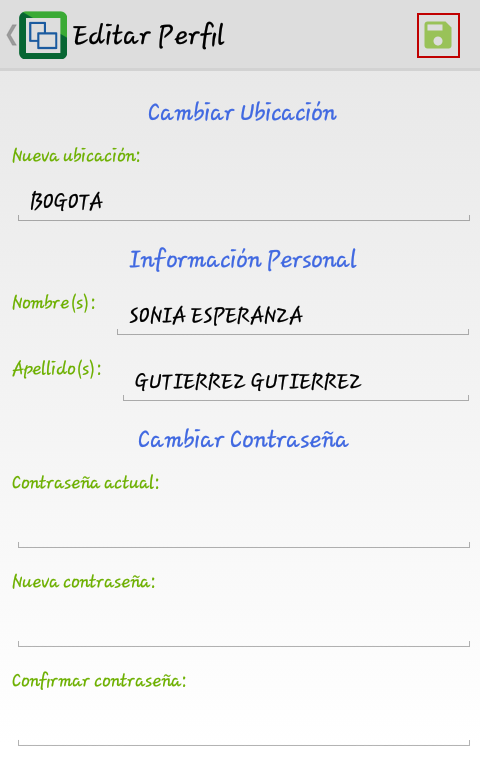 Editar Perfil
Cambiar Ubicación
Nueva ubicación:
BOGOTA
Información Personal
Nombre(s):
SONIA ESPERANZA
Apellido(s):
GUTIERREZ GUTIERREZ
Cambiar Contraseña
Contraseña actual:
Nueva contraseña:
Confirmar contraseña: